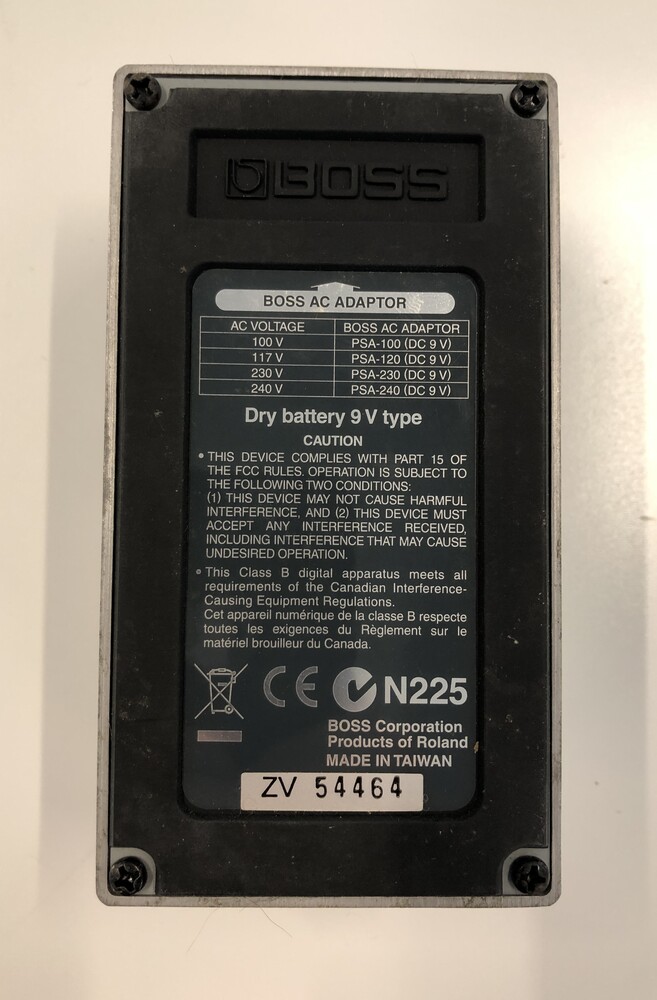 BOSS
BOSS AC ADAPTOR
AC VOLTAGE BOSS AC ADAPTOR
100 V PSA-100 (DC 9 V)
117 V PSA-120 (DC 9 V)
230 V PSA-230 (DC 9 V)
240 V PSA-240 (DC 9 V)
Dry battery 9 V type
CAUTION
• THIS DEVICE COMPLIES WITH PART 15 OF
THE FCC RULES. OPERATION IS SUBJECT TO
THE FOLLOWING TWO CONDITIONS:
(1) THIS DEVICE MAY NOT CAUSE HARMFUL
INTERFERENCE, AND (2) THIS DEVICE MUST
ACCEPT ANY INTERFERENCE RECEIVED,
INCLUDING INTERFERENCE THAT MAY CAUSE
UNDESIRED OPERATION.
• This Class B digital apparatus meets all
requirements of the Canadian Interference-
Causing Equipment Regulations.
Cet appareil numérique de la classe B respecte
toutes les exigences du Règlement sur le
matériel brouilleur du Canada.
CE N225
BOSS Corporation
Products of Roland
MADE IN TAIWAN
ZV 54464